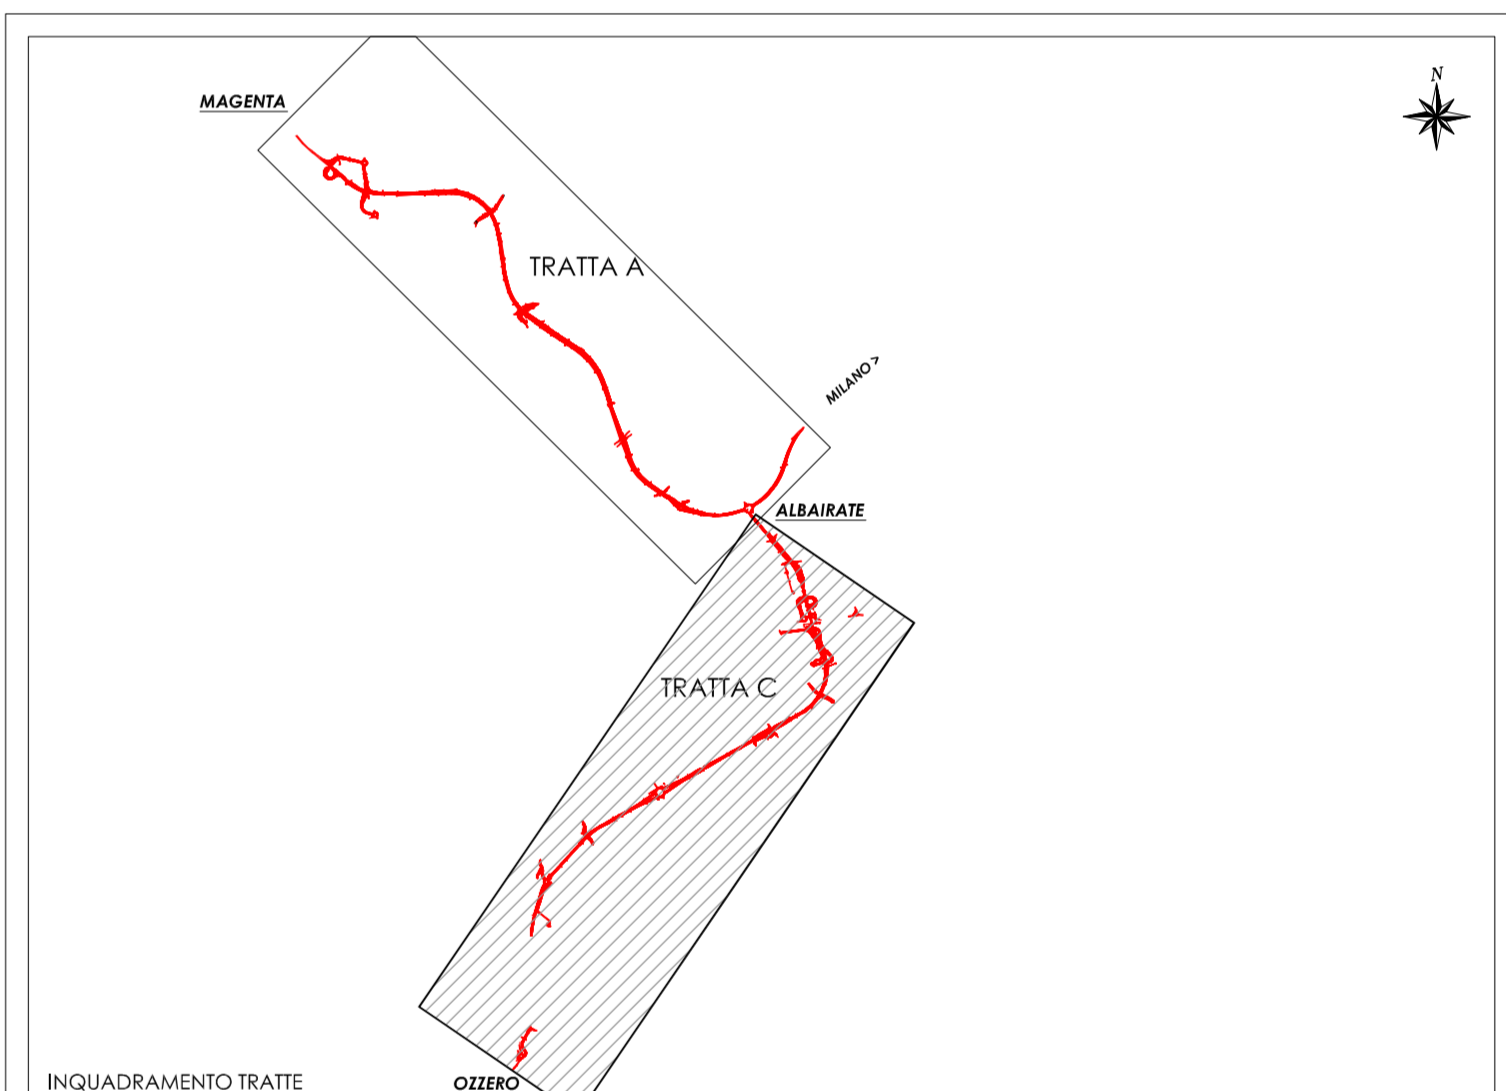 N
MAGENTA
TRATTA A
MILANO >
ALBAIRATE
TRATTA C
INQUADRAMENTO TRATTE
OZZERO